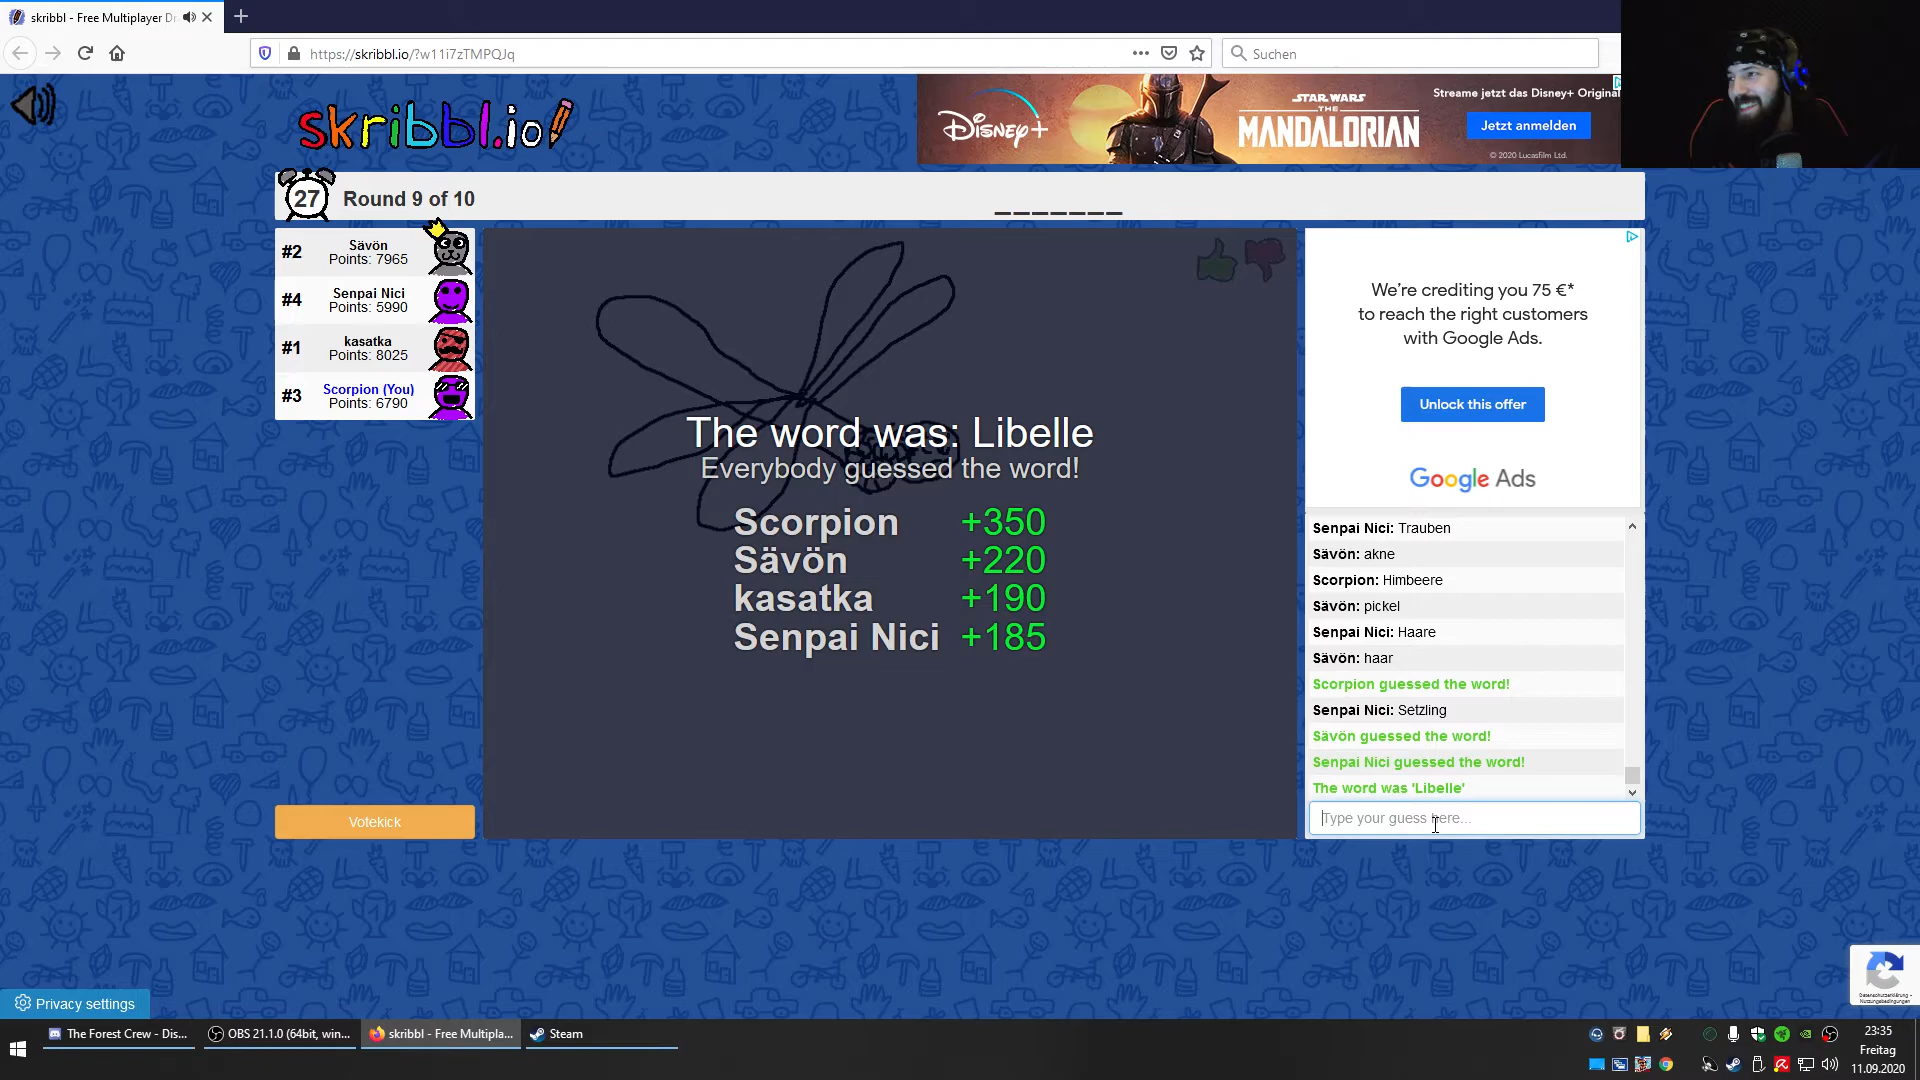 skribbl - Free Multiplayer Dr
https://skribbl.io/?w11i7zTMPQJq
Suchen
skribbl.io
Disney+
STAR WARS
THE
MANDALORIAN
Streame jetzt das Disney+ Original
Jetzt anmelden
© 2020 Lucasfilm Ltd.
27
Round 9 of 10
_______
#2
Sävön
Points: 7965
#4
Senpai Nici
Points: 5990
#1
kasatka
Points: 8025
#3
Scorpion (You)
Points: 6790
Votekick
The word was: Libelle
Everybody guessed the word!
Scorpion +350
Sävön +220
kasatka +190
Senpai Nici +185
We're crediting you 75 €*
to reach the right customers
with Google Ads.
Unlock this offer
Google Ads
Senpai Nici: Trauben
Sävön: akne
Scorpion: Himbeere
Sävön: pickel
Senpai Nici: Haare
Sävön: haar
Scorpion guessed the word!
Senpai Nici: Setzling
Sävön guessed the word!
Senpai Nici guessed the word!
The word was 'Libelle'
Type your guess here...
Datenschutzerklärung -
Nutzungsbedingungen
Privacy settings
The Forest Crew - Dis...
OBS 21.1.0 (64bit, win...
skribbl - Free Multipla...
Steam
23:35
Freitag
11.09.2020